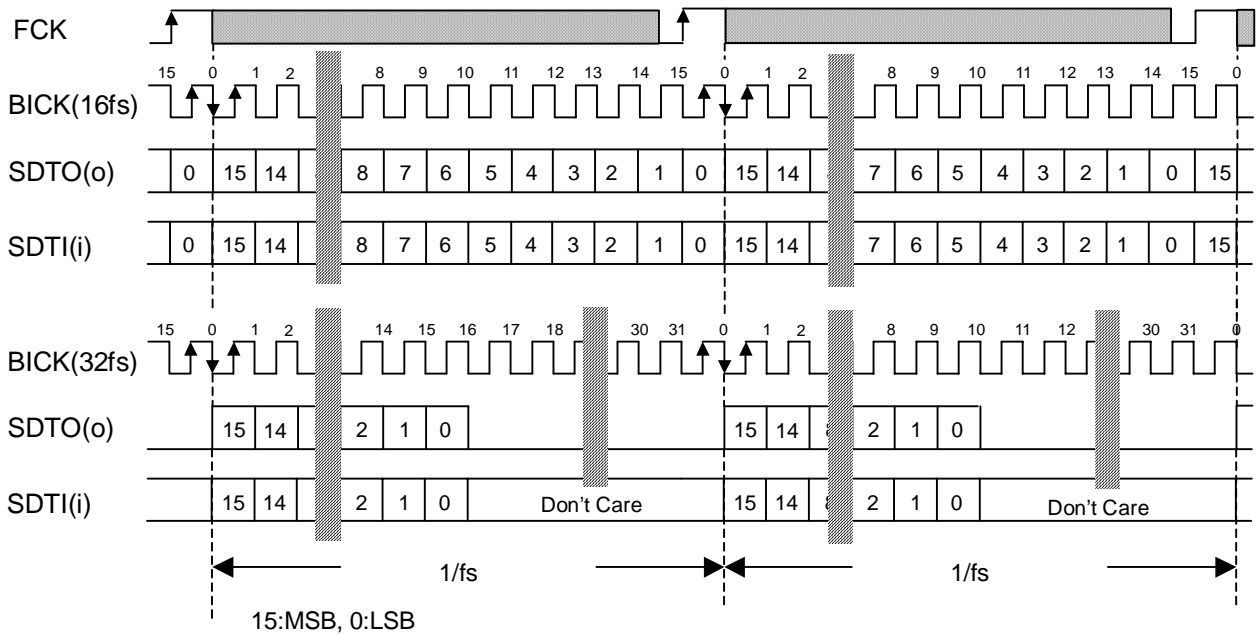 FCK
15 0 1 2 8 9 10 11 12 13 14 15 0 1 2 8 9 10 11 12 13 14 15 0
BICK(16fs)
SDTO(o) 0 15 14 8 7 6 5 4 3 2 1 0 15 14 7 6 5 4 3 2 1 0 15
SDTI(i) 0 15 14 8 7 6 5 4 3 2 1 0 15 14 7 6 5 4 3 2 1 0 15
15 0 1 2 14 15 16 17 18 30 31 0 1 2 8 9 10 11 12 30 31 0
BICK(32fs)
SDTO(o) 15 14 2 1 0 15 14 2 1 0
SDTI(i) 15 14 2 1 0 Don't Care 15 14 2 1 0 Don't Care
1/fs 1/fs
15:MSB, 0:LSB